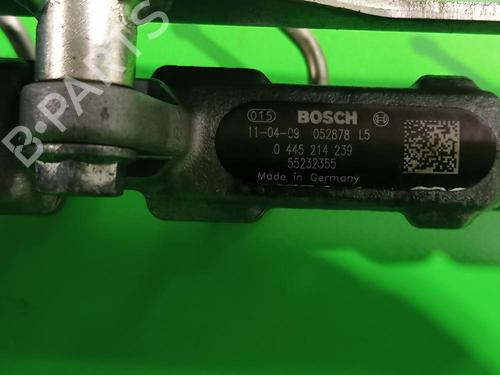 B-PARTS
015 BOSCH
11-04-09 052878 L5
0 445 214 239
55232355
Made in Germany